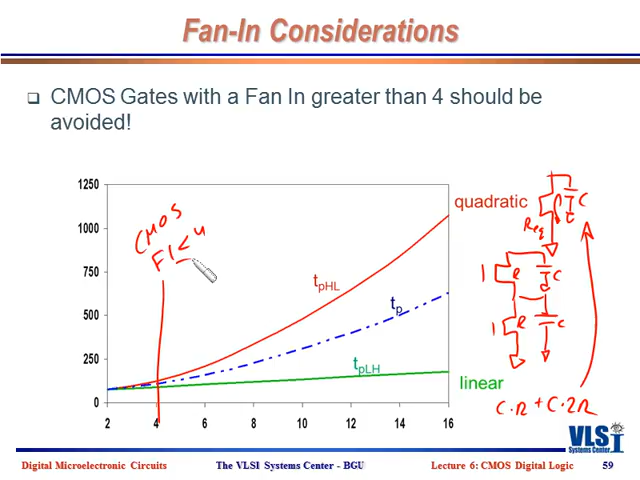 Fan-In Considerations
CMOS Gates with a Fan In greater than 4 should be
avoided!
1250
1000
750
500
250
0
2 4 6 8 10 12 14 16
CMOS
FI<4
tpHL
tp
tpLH
quadratic
linear
C
Req
1 R C
1 R C
C·R + C·2R
VLSI
Systems Center
Digital Microelectronic Circuits
The VLSI Systems Center - BGU
Lecture 6: CMOS Digital Logic
59